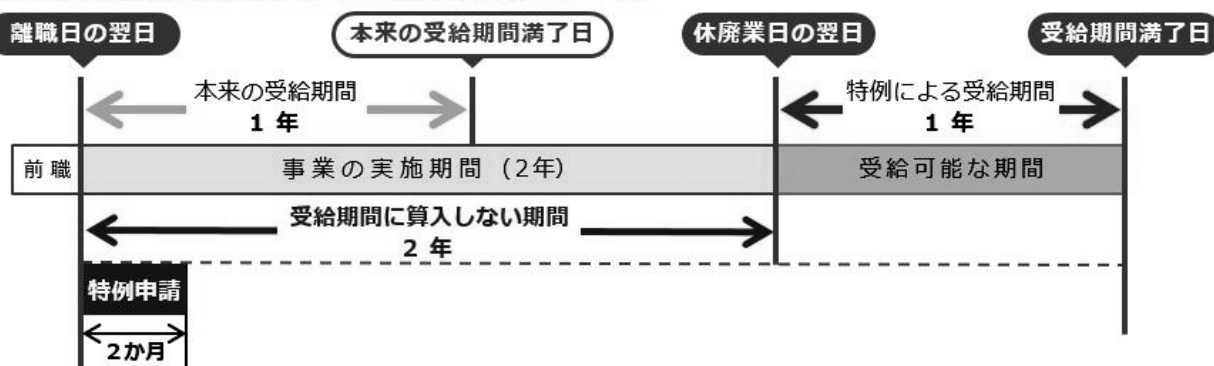 離職日の翌日
本来の受給期間満了日
休廃業日の翌日
受給期間満了日
本来の受給期間
1 年
特例による受給期間
1 年
前職
事業の実施期間（2年）
受給可能な期間
受給期間に算入しない期間
2 年
特例申請
2か月